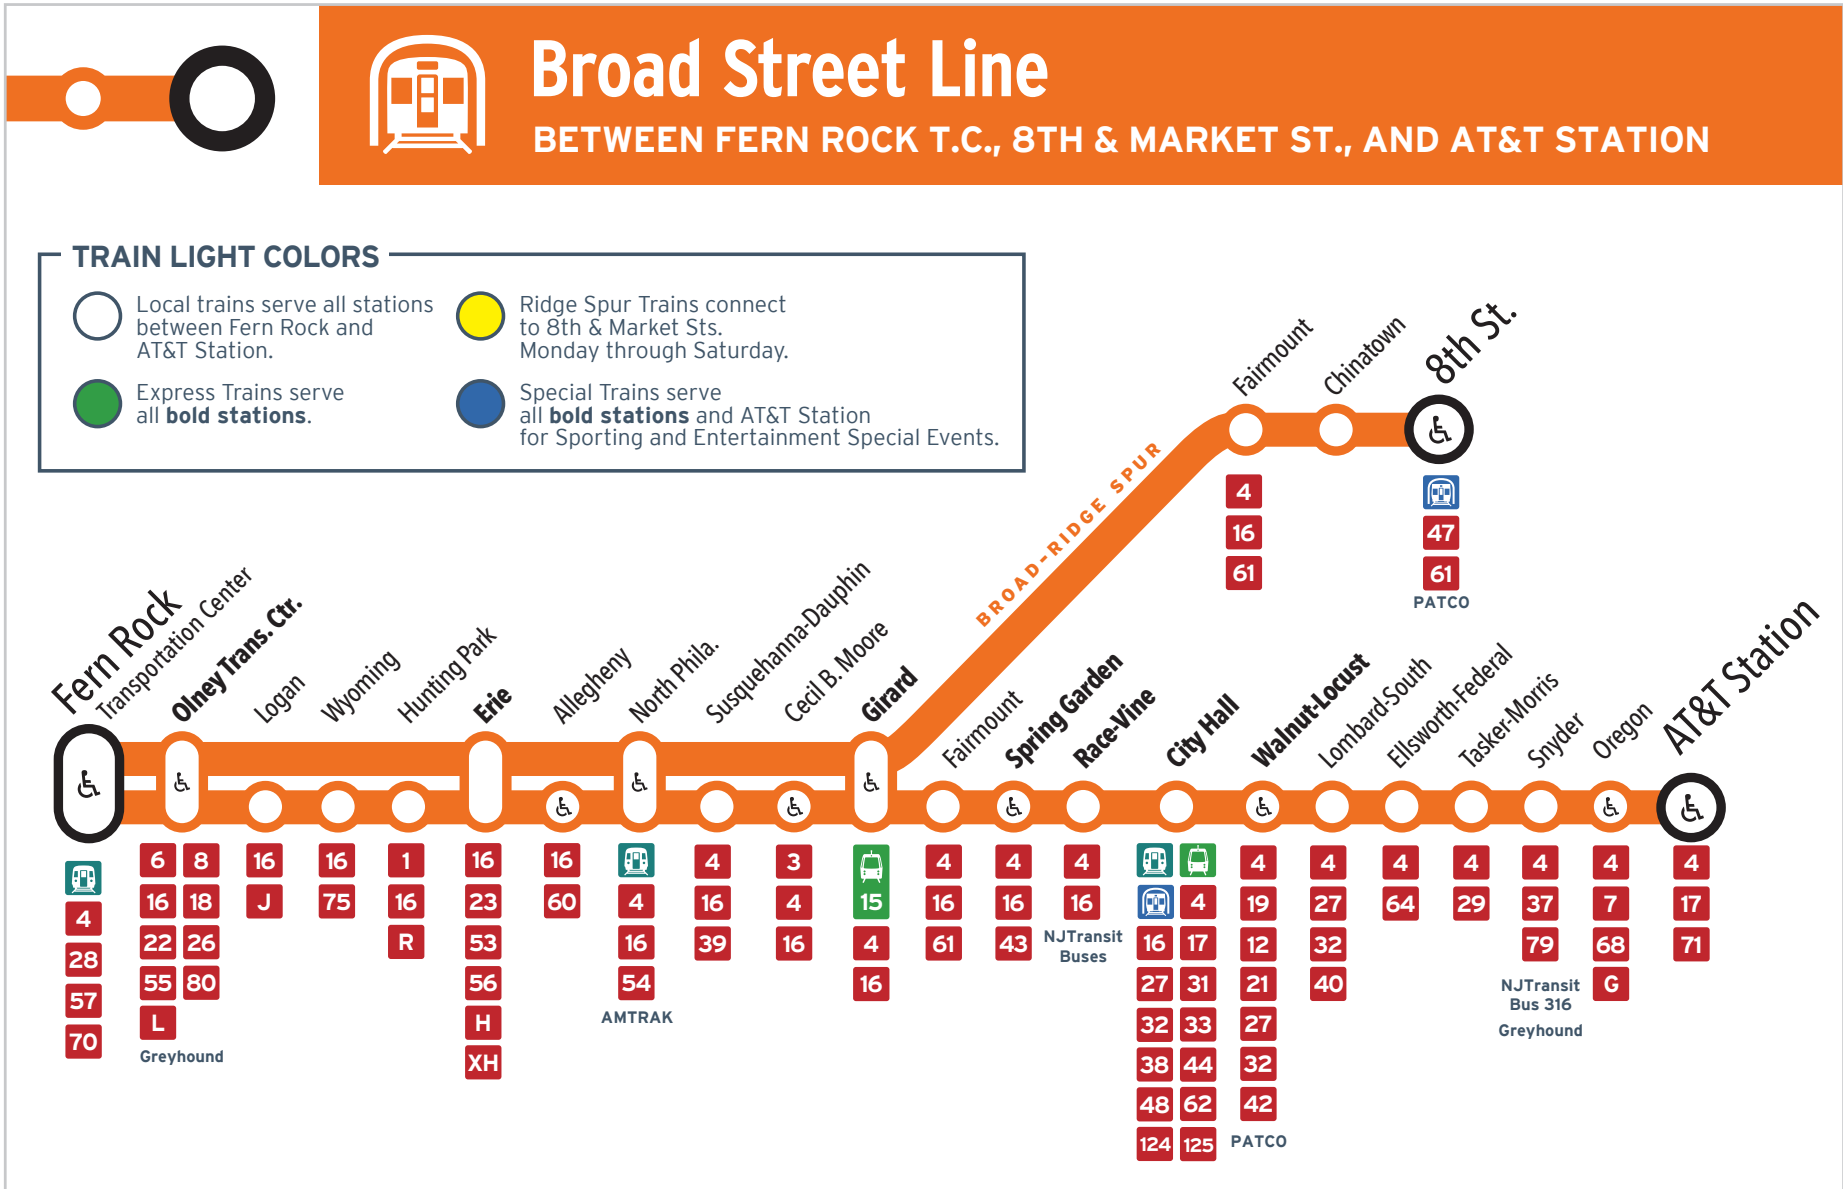 Broad Street Line
BETWEEN FERN ROCK T.C., 8TH & MARKET ST., AND AT&T STATION
TRAIN LIGHT COLORS
Local trains serve all stations
between Fern Rock and
AT&T Station.
Express Trains serve
all bold stations.
Ridge Spur Trains connect
to 8th & Market Sts.
Monday through Saturday.
Special Trains serve
all bold stations and AT&T Station
for Sporting and Entertainment Special Events.
Fairmount
Chinatown
8th St.
BROAD-RIDGE SPUR
4
16
61
47
61
PATCO
Fern Rock
Transportation Center
Olney Trans. Ctr.
Logan
Wyoming
Hunting Park
Erie
Allegheny
North Phila.
Susquehanna-Dauphin
Cecil B. Moore
Girard
Fairmount
Spring Garden
Race-Vine
City Hall
Walnut-Locust
Lombard-South
Ellsworth-Federal
Tasker-Morris
Snyder
Oregon
AT&T Station
4
28
57
70
6 8
16 18
22 26
55 80
L
Greyhound
16
J
16
75
1
16
R
16
23
53
56
H
XH
16
60
4
16
54
AMTRAK
4
16
39
3
4
16
15
4
16
4
16
61
4
16
43
4
16
NJTransit
Buses
4
16 17
27 31
32 33
38 44
48 62
124 125
4
19
12
21
27
32
42
PATCO
4
27
32
40
4
64
4
29
4
37
79
NJTransit
Bus 316
Greyhound
4
7
68
G
4
17
71